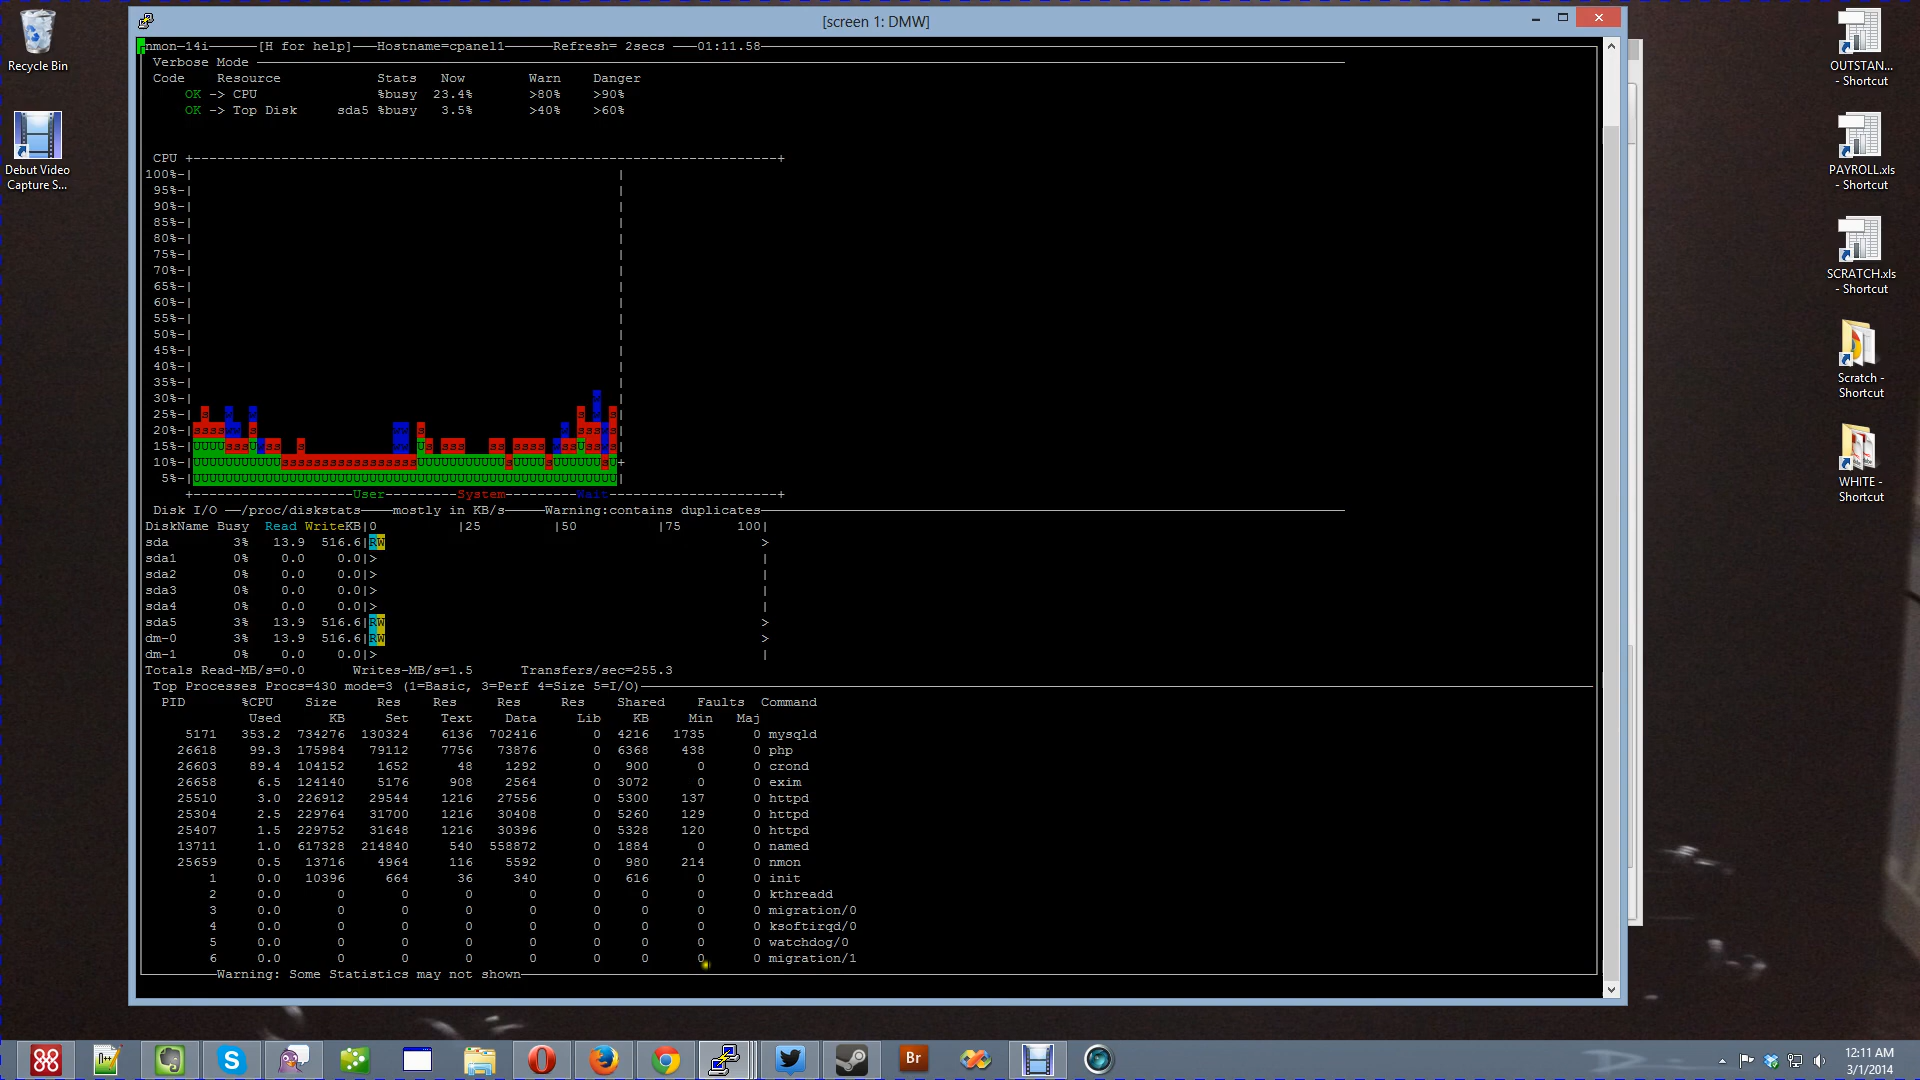 [screen 1: DMW]
Recycle Bin
Debut Video
Capture S...
OUTSTAN...
- Shortcut
PAYROLL.xls
- Shortcut
SCRATCH.xls
- Shortcut
Scratch -
Shortcut
WHITE -
Shortcut
nmon-14i [H for help] Hostname=cpanel1 Refresh= 2secs 01:11.58
Verbose Mode
Code Resource Stats Now Warn Danger
OK -> CPU %busy 23.4% >80% >90%
OK -> Top Disk sda5 %busy 3.5% >40% >60%
CPU +---+
100%-|
95%-|
90%-|
85%-|
80%-|
75%-|
70%-|
65%-|
60%-|
55%-|
50%-|
45%-|
40%-|
35%-|
30%-|
25%-|
20%-|
15%-|
10%-|
5%-|
User System Wait
Disk I/O /proc/diskstats mostly in KB/s Warning:contains duplicates
DiskName Busy Read WriteKB|0 |25 |50 |75 100|
sda 3% 13.9 516.6|RW >
sda1 0% 0.0 0.0|> |
sda2 0% 0.0 0.0|> |
sda3 0% 0.0 0.0|> |
sda4 0% 0.0 0.0|> |
sda5 3% 13.9 516.6|RW >
dm-0 3% 13.9 516.6|RW >
dm-1 0% 0.0 0.0|> |
Totals Read-MB/s=0.0 Writes-MB/s=1.5 Transfers/sec=255.3
Top Processes Procs=430 mode=3 (1=Basic, 3=Perf 4=Size 5=I/O)
PID %CPU Size Res Res Res Res Shared Faults Command
Used KB Set Text Data Lib KB Min Maj
5171 353.2 734276 130324 6136 702416 0 4216 1735 0 mysqld
26618 99.3 175984 79112 7756 73876 0 6368 438 0 php
26603 89.4 104152 1652 48 1292 0 900 0 0 crond
26658 6.5 124140 5176 908 2564 0 3072 0 0 exim
25510 3.0 226912 29544 1216 27556 0 5300 137 0 httpd
25304 2.5 229764 31700 1216 30408 0 5260 129 0 httpd
25407 1.5 229752 31648 1216 30396 0 5328 120 0 httpd
13711 1.0 617328 214840 540 558872 0 1884 0 0 named
25659 0.5 13716 4964 116 5592 0 980 214 0 nmon
1 0.0 10396 664 36 340 0 616 0 0 init
2 0.0 0 0 0 0 0 0 0 0 kthreadd
3 0.0 0 0 0 0 0 0 0 0 migration/0
4 0.0 0 0 0 0 0 0 0 0 ksoftirqd/0
5 0.0 0 0 0 0 0 0 0 0 watchdog/0
6 0.0 0 0 0 0 0 0 0 0 migration/1
Warning: Some Statistics may not shown
Br
12:11 AM
3/1/2014